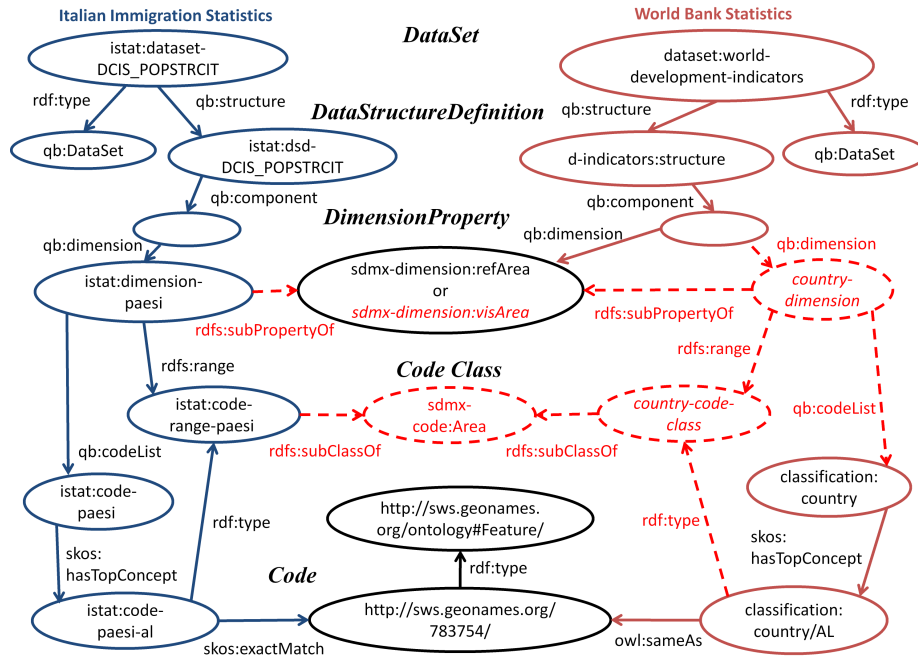 Italian Immigration Statistics
World Bank Statistics
istat:dataset-
DCIS_POPSTRCIT
DataSet
dataset:world-
development-indicators
rdf:type
qb:structure
qb:structure
rdf:type
DataStructureDefinition
qb:DataSet
istat:dsd-
DCIS_POPSTRCIT
d-indicators:structure
qb:DataSet
qb:component
qb:component
DimensionProperty
qb:dimension
qb:dimension
qb:dimension
istat:dimension-
paesi
sdmx-dimension:refArea
or
sdmx-dimension:visArea
country-
dimension
rdfs:subPropertyOf
rdfs:subPropertyOf
rdfs:range
rdfs:range
Code Class
istat:code-
range-paesi
sdmx-
code:Area
country-code-
class
qb:codeList
rdfs:subClassOf
rdfs:subClassOf
qb:codeList
istat:code-
paesi
http://sws.geonames.
org/ontology#Feature/
classification:
country
rdf:type
rdf:type
skos:
hasTopConcept
skos:
hasTopConcept
rdf:type
Code
istat:code-
paesi-al
http://sws.geonames.org/
783754/
classification:
country/AL
skos:exactMatch
owl:sameAs